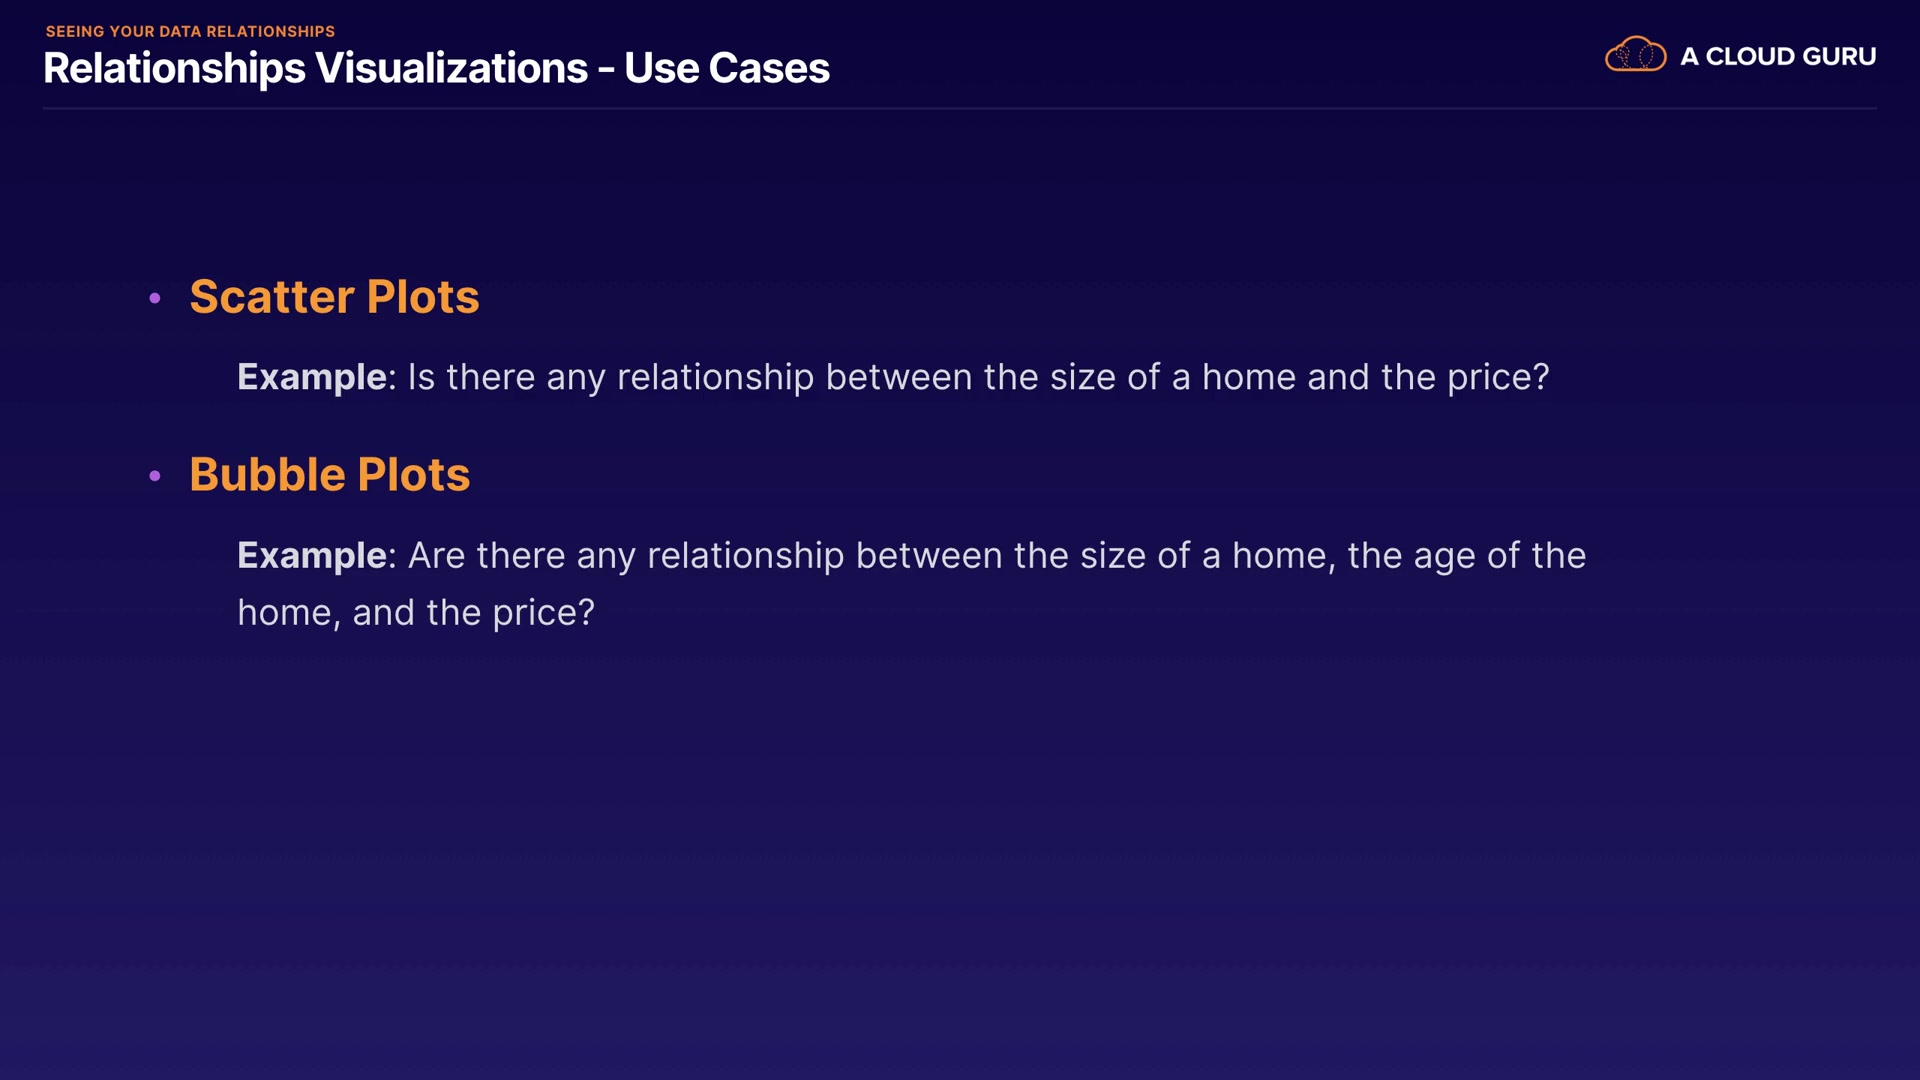 SEEING YOUR DATA RELATIONSHIPS
Relationships Visualizations - Use Cases
A CLOUD GURU
• Scatter Plots
Example: Is there any relationship between the size of a home and the price?
• Bubble Plots
Example: Are there any relationship between the size of a home, the age of the
home, and the price?